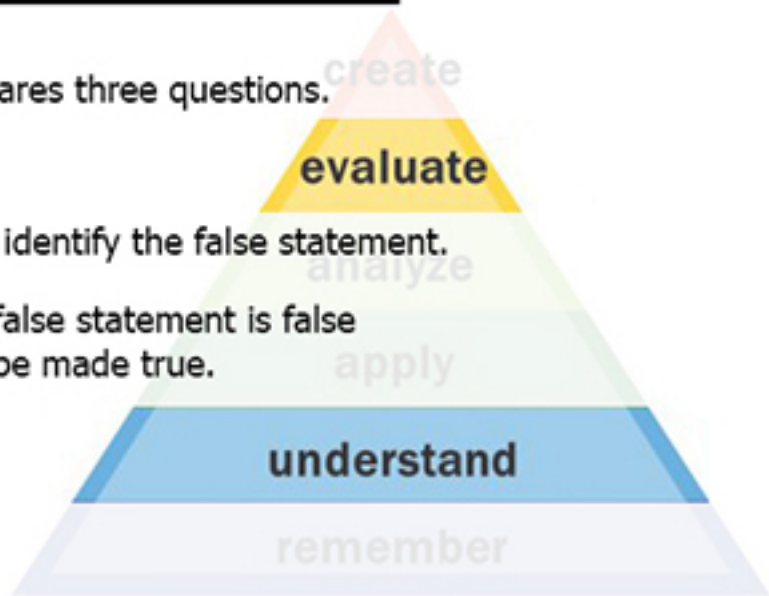 create
ares three questions.
evaluate
identify the false statement.
analyze
false statement is false
be made true.
apply
understand
remember